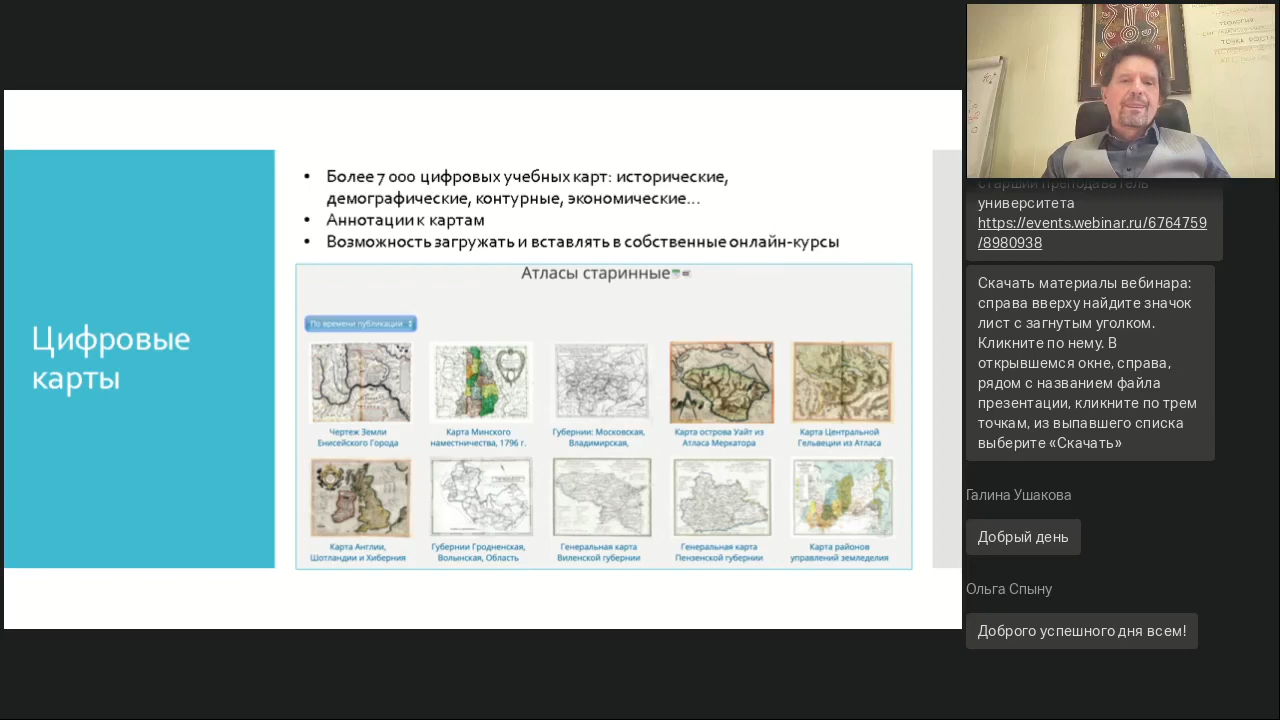 Цифровые
карты
• Более 7 000 цифровых учебных карт: исторические,
демографические, контурные, экономические...
• Аннотации к картам
• Возможность загружать и вставлять в собственные онлайн-курсы
Атласы старинные
По времени публикации
Чертеж Земли
Енисейского Города
Карта Минского
наместничества, 1796 г.
Губернии: Московская,
Владимирская,
Карта острова Уайт из
Атласа Меркатора
Карта Центральной
Гельвеции из Атласа
Карта Англии,
Шотландии и Хиберния
Губернии Гродненская,
Волынская, Область
Генеральная карта
Виленской губернии
Генеральная карта
Пензенской губернии
Карта районов
управлений земледелия
ТОЧКА
старший преподаватель
университета
https://events.webinar.ru/6764759
/8980938
Скачать материалы вебинара:
справа вверху найдите значок
лист с загнутым уголком.
Кликните по нему. В
открывшемся окне, справа,
рядом с названием файла
презентации, кликните по трем
точкам, из выпавшего списка
выберите «Скачать»
Галина Ушакова
Добрый день
Ольга Спыну
Доброго успешного дня всем!